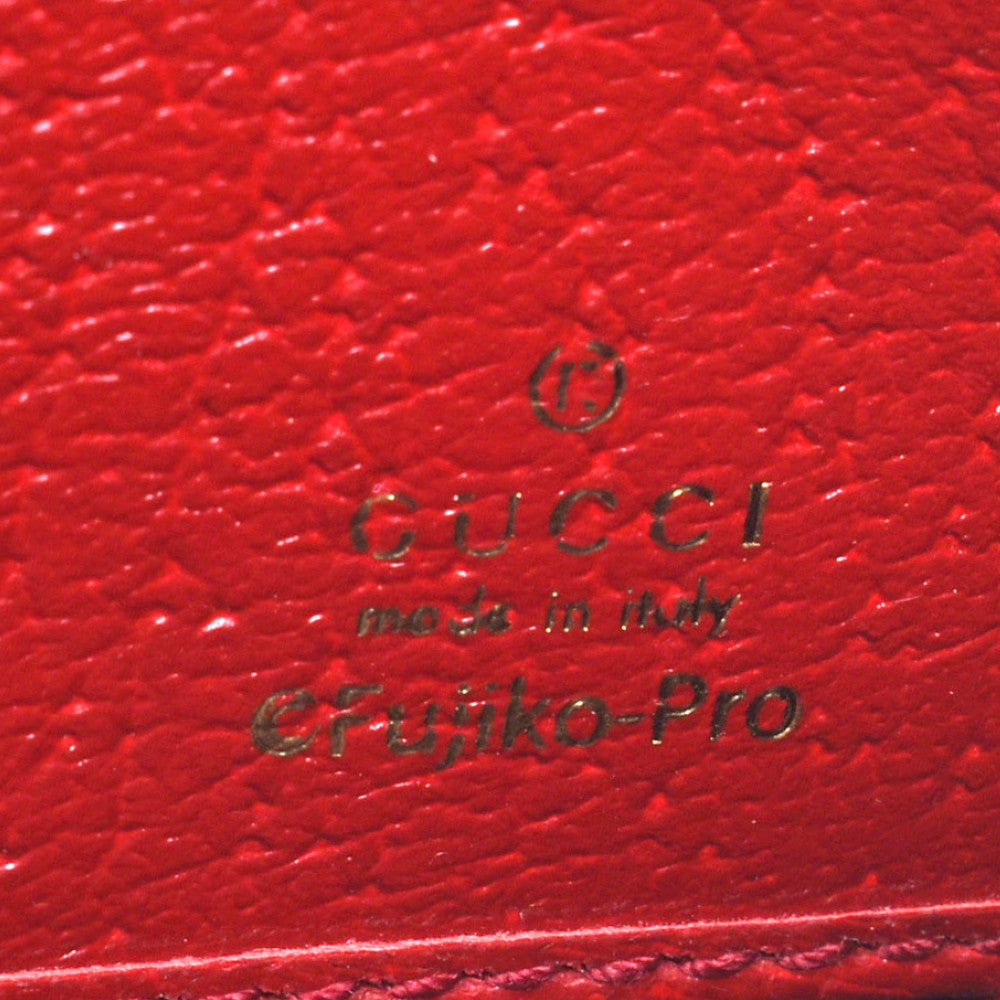 ®
GUCCI
made in italy
©Fujiko-Pro